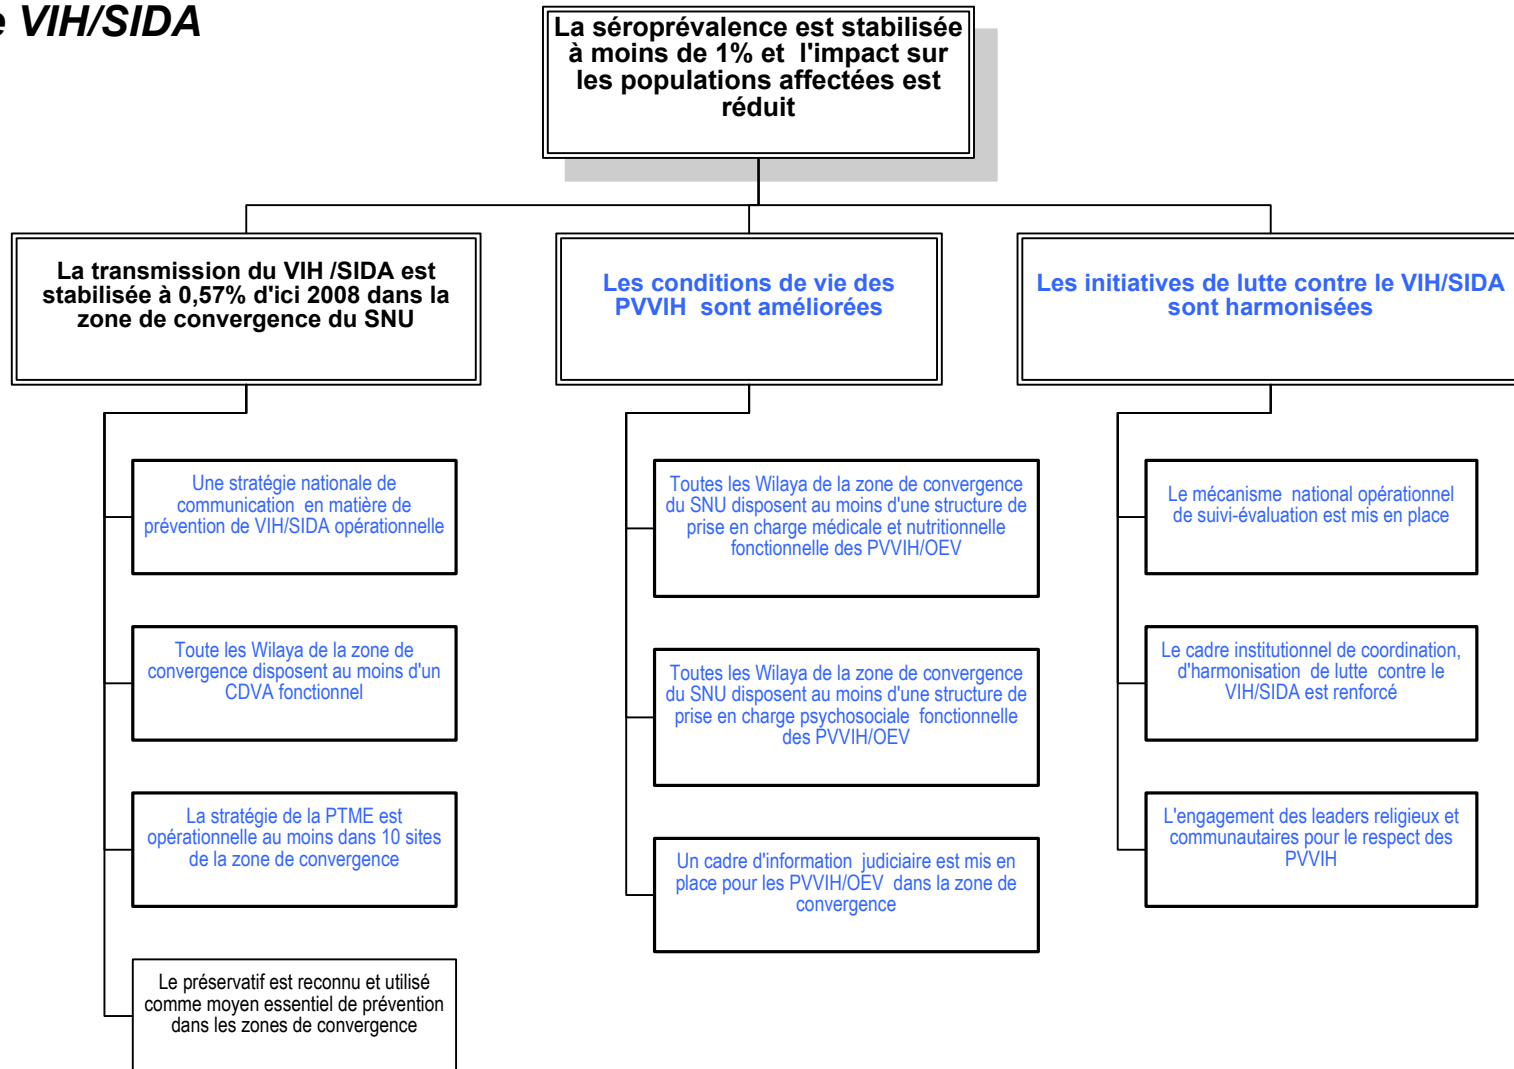 e VIH/SIDA
La séroprévalence est stabilisée
à moins de 1% et l'impact sur
les populations affectées est
réduit
La transmission du VIH /SIDA est
stabilisée à 0,57% d'ici 2008 dans la
zone de convergence du SNU
Une stratégie nationale de
communication en matière de
prévention de VIH/SIDA opérationnelle
Toute les Wilaya de la zone de
convergence disposent au moins d'un
CDVA fonctionnel
La stratégie de la PTME est
opérationnelle au moins dans 10 sites
de la zone de convergence
Le préservatif est reconnu et utilisé
comme moyen essentiel de prévention
dans les zones de convergence
Les conditions de vie des
PVVIH sont améliorées
Toutes les Wilaya de la zone de convergence
du SNU disposent au moins d'une structure de
prise en charge médicale et nutritionnelle
fonctionnelle des PVVIH/OEV
Toutes les Wilaya de la zone de convergence
du SNU disposent au moins d'une structure de
prise en charge psychosociale fonctionnelle
des PVVIH/OEV
Un cadre d'information judiciaire est mis en
place pour les PVVIH/OEV dans la zone de
convergence
Les initiatives de lutte contre le VIH/SIDA
sont harmonisées
Le mécanisme national opérationnel
de suivi-évaluation est mis en place
Le cadre institutionnel de coordination,
d'harmonisation de lutte contre le
VIH/SIDA est renforcé
L'engagement des leaders religieux et
communautaires pour le respect des
PVVIH